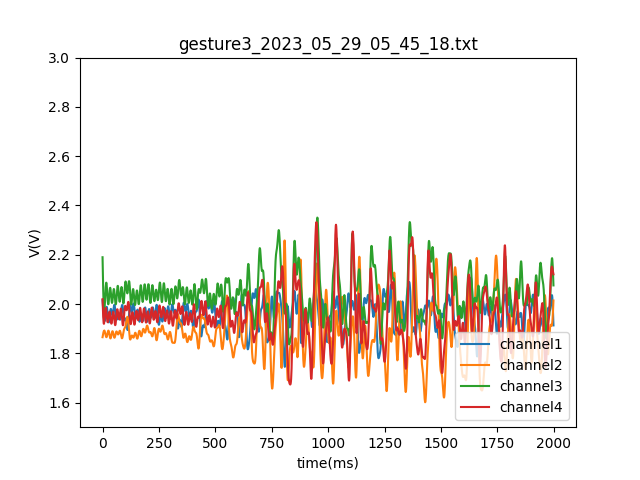 gesture3_2023_05_29_05_45_18.txt
3.0
2.8
2.6
2.4
2.2
2.0
1.8
1.6
V(V)
0 250 500 750 1000 1250 1500 1750 2000
time(ms)
channel1
channel2
channel3
channel4